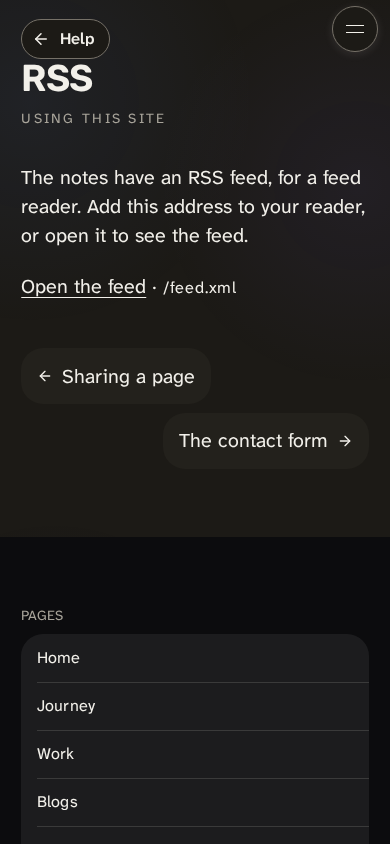 ← Help
RSS
USING THIS SITE
The notes have an RSS feed, for a feed
reader. Add this address to your reader,
or open it to see the feed.
Open the feed · /feed.xml
← Sharing a page
The contact form →
PAGES
Home
Journey
Work
Blogs